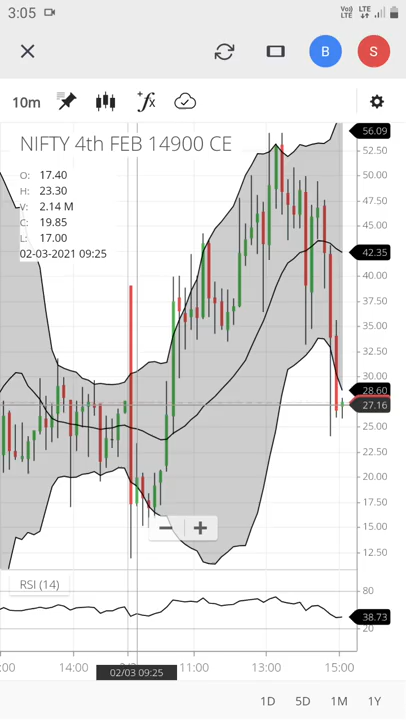 3:05
Vo))
LTE
LTE
B
S
10m
+fx
NIFTY 4th FEB 14900 CE
O: 17.40
H: 23.30
V: 2.14 M
C: 19.85
L: 17.00
02-03-2021 09:25
56.09
52.50
50.00
47.50
45.00
42.35
40.00
37.50
35.00
32.50
30.00
28.60
27.16
25.00
22.50
20.00
17.50
15.00
12.50
− +
RSI (14)
80
38.73
20
:00 14:00 02/03 09:25 11:00 13:00 15:00
1D 5D 1M 1Y